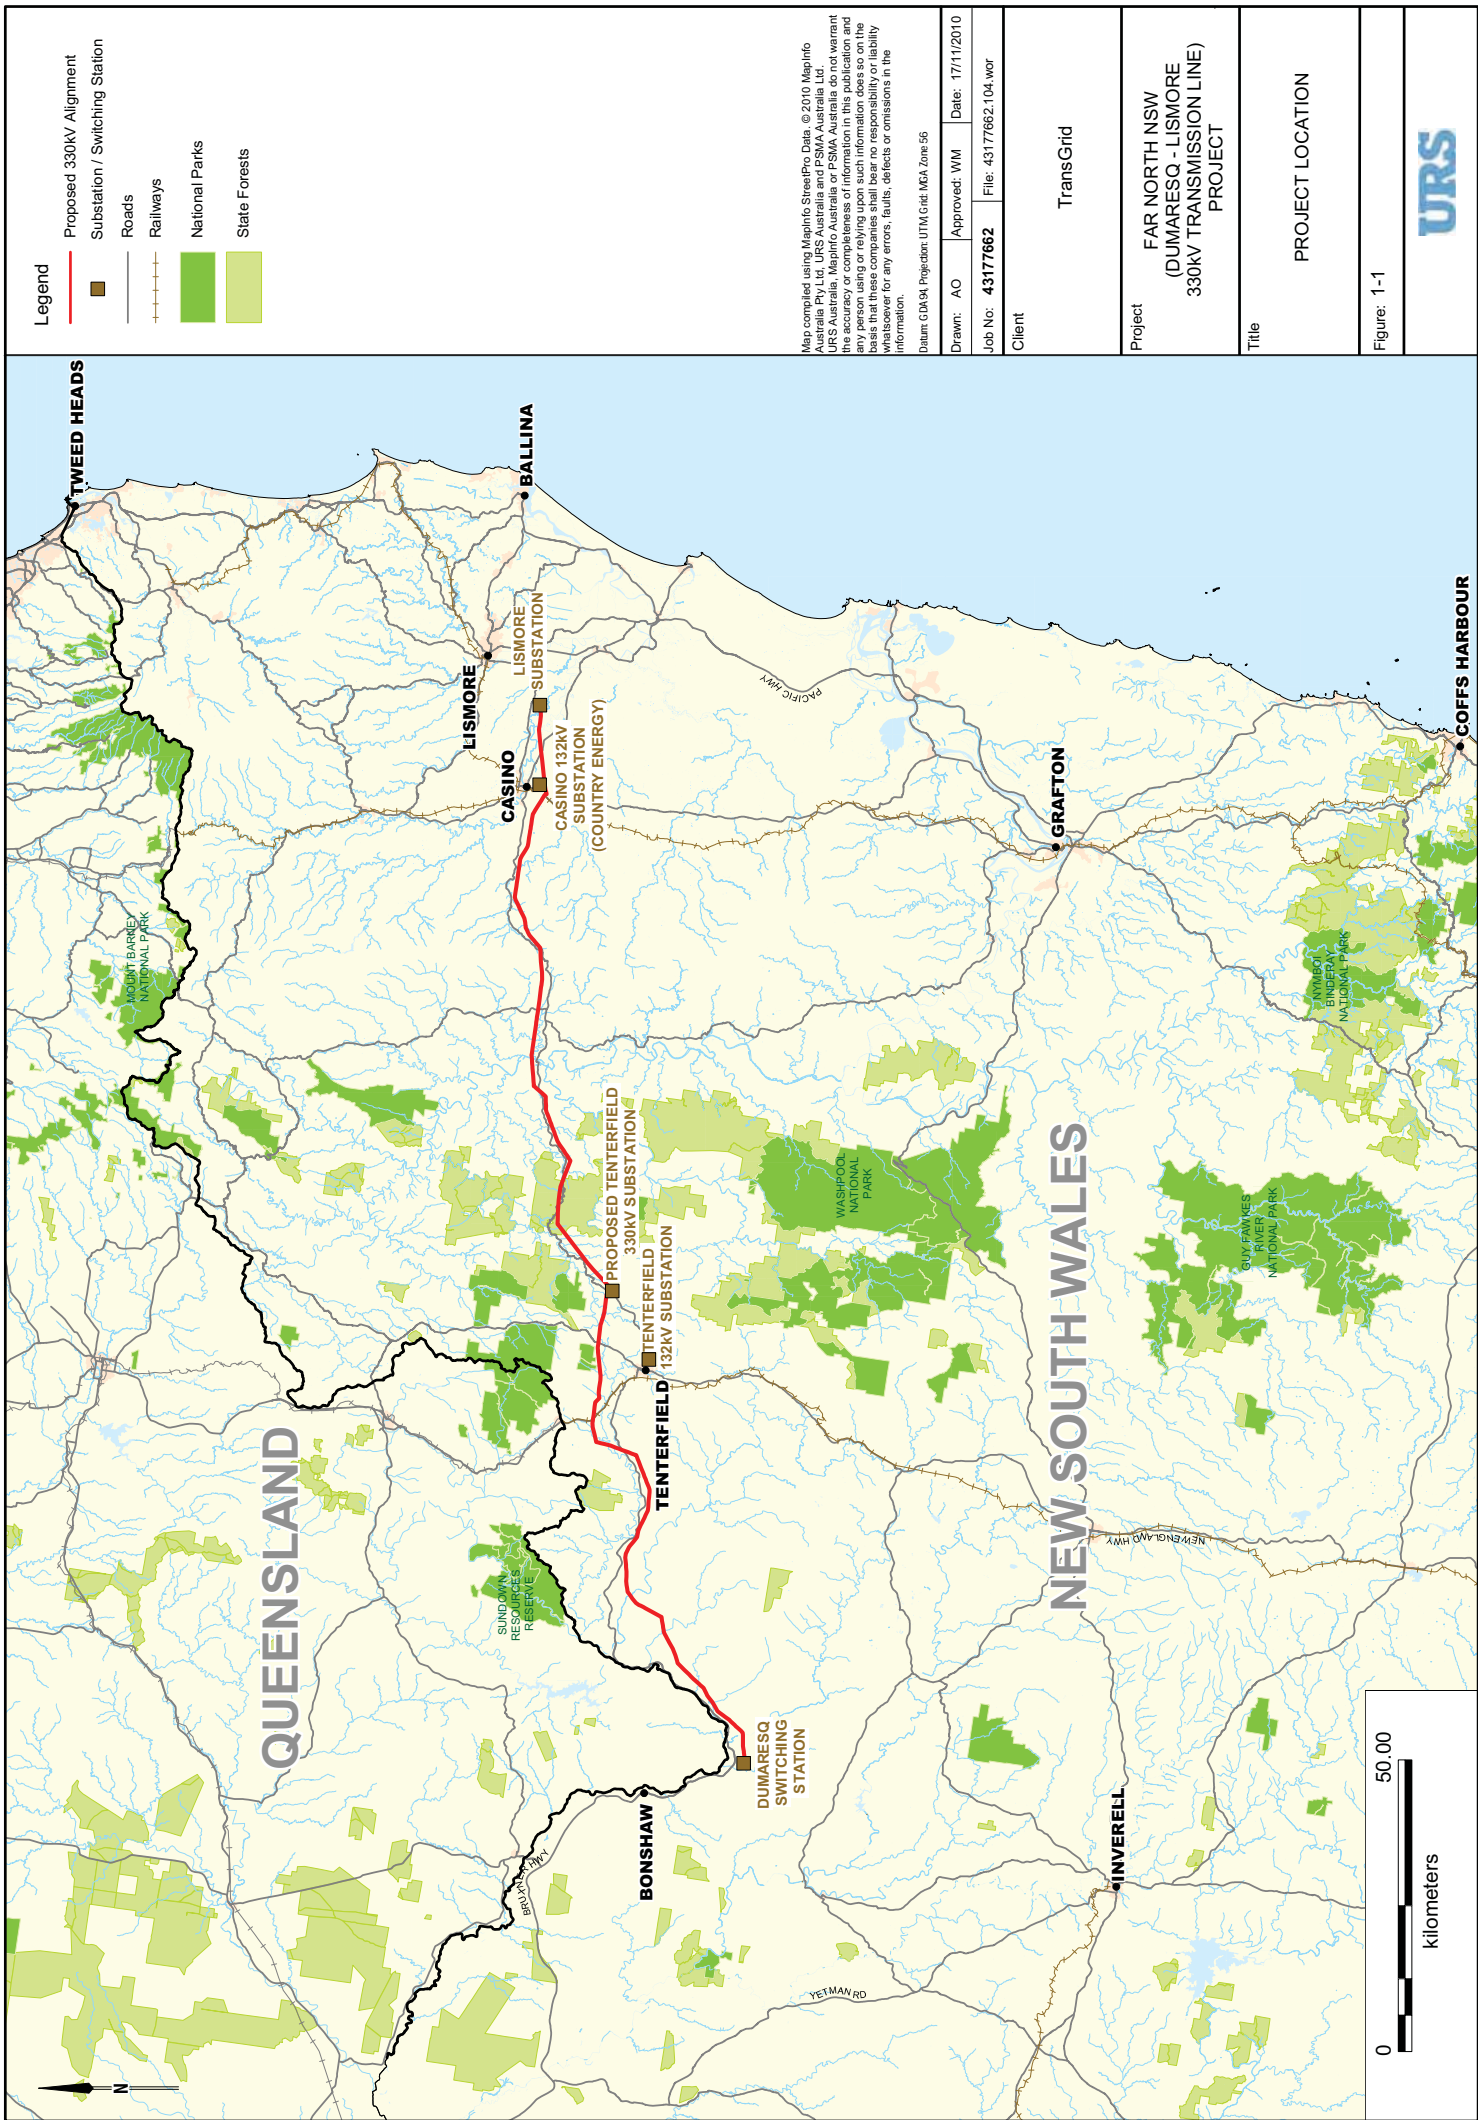 Legend
Proposed 330kV Alignment
Substation / Switching Station
Roads
Railways
National Parks
State Forests
TWEED HEADS
BALLINA
LISMORE
LISMORE
SUBSTATION
CASINO
CASINO 132kV
SUBSTATION
(COUNTRY ENERGY)
PACIFIC HWY
GRAFTON
COFFS HARBOUR
MOUNT BARNEY
NATIONAL PARK
NYMBOI
BINDERAY
NATIONAL PARK
PROPOSED TENTERFIELD
330kV SUBSTATION
TENTERFIELD
132kV SUBSTATION
TENTERFIELD
WASHPOOL
NATIONAL
PARK
GUY FAWKES
RIVER
NATIONAL PARK
QUEENSLAND
NEW SOUTH WALES
SUNDOWN
RESOURCES
RESERVE
NEW ENGLAND HWY
DUMARESQ
SWITCHING
STATION
BONSHAW
BRUXNER HWY
INVERELL
YETMAN RD
N
0
50.00
kilometers
Map compiled using MapInfo StreetPro Data. © 2010 MapInfo
Australia Pty Ltd, URS Australia and PSMA Australia Ltd.
URS Australia, MapInfo Australia or PSMA Australia do not warrant
the accuracy or completeness of information in this publication and
any person using or relying upon such information does so on the
basis that these companies shall bear no responsibility or liability
whatsoever for any errors, faults, defects or omissions in the
information.
Datum: GDA94, Projection: UTM, Grid: MGA Zone 56
Drawn: AO
Approved: WM
Date: 17/11/2010
Job No: 43177662
File: 43177662.104.wor
Client
TransGrid
Project
FAR NORTH NSW
(DUMARESQ - LISMORE
330kV TRANSMISSION LINE)
PROJECT
Title
PROJECT LOCATION
Figure: 1-1
URS